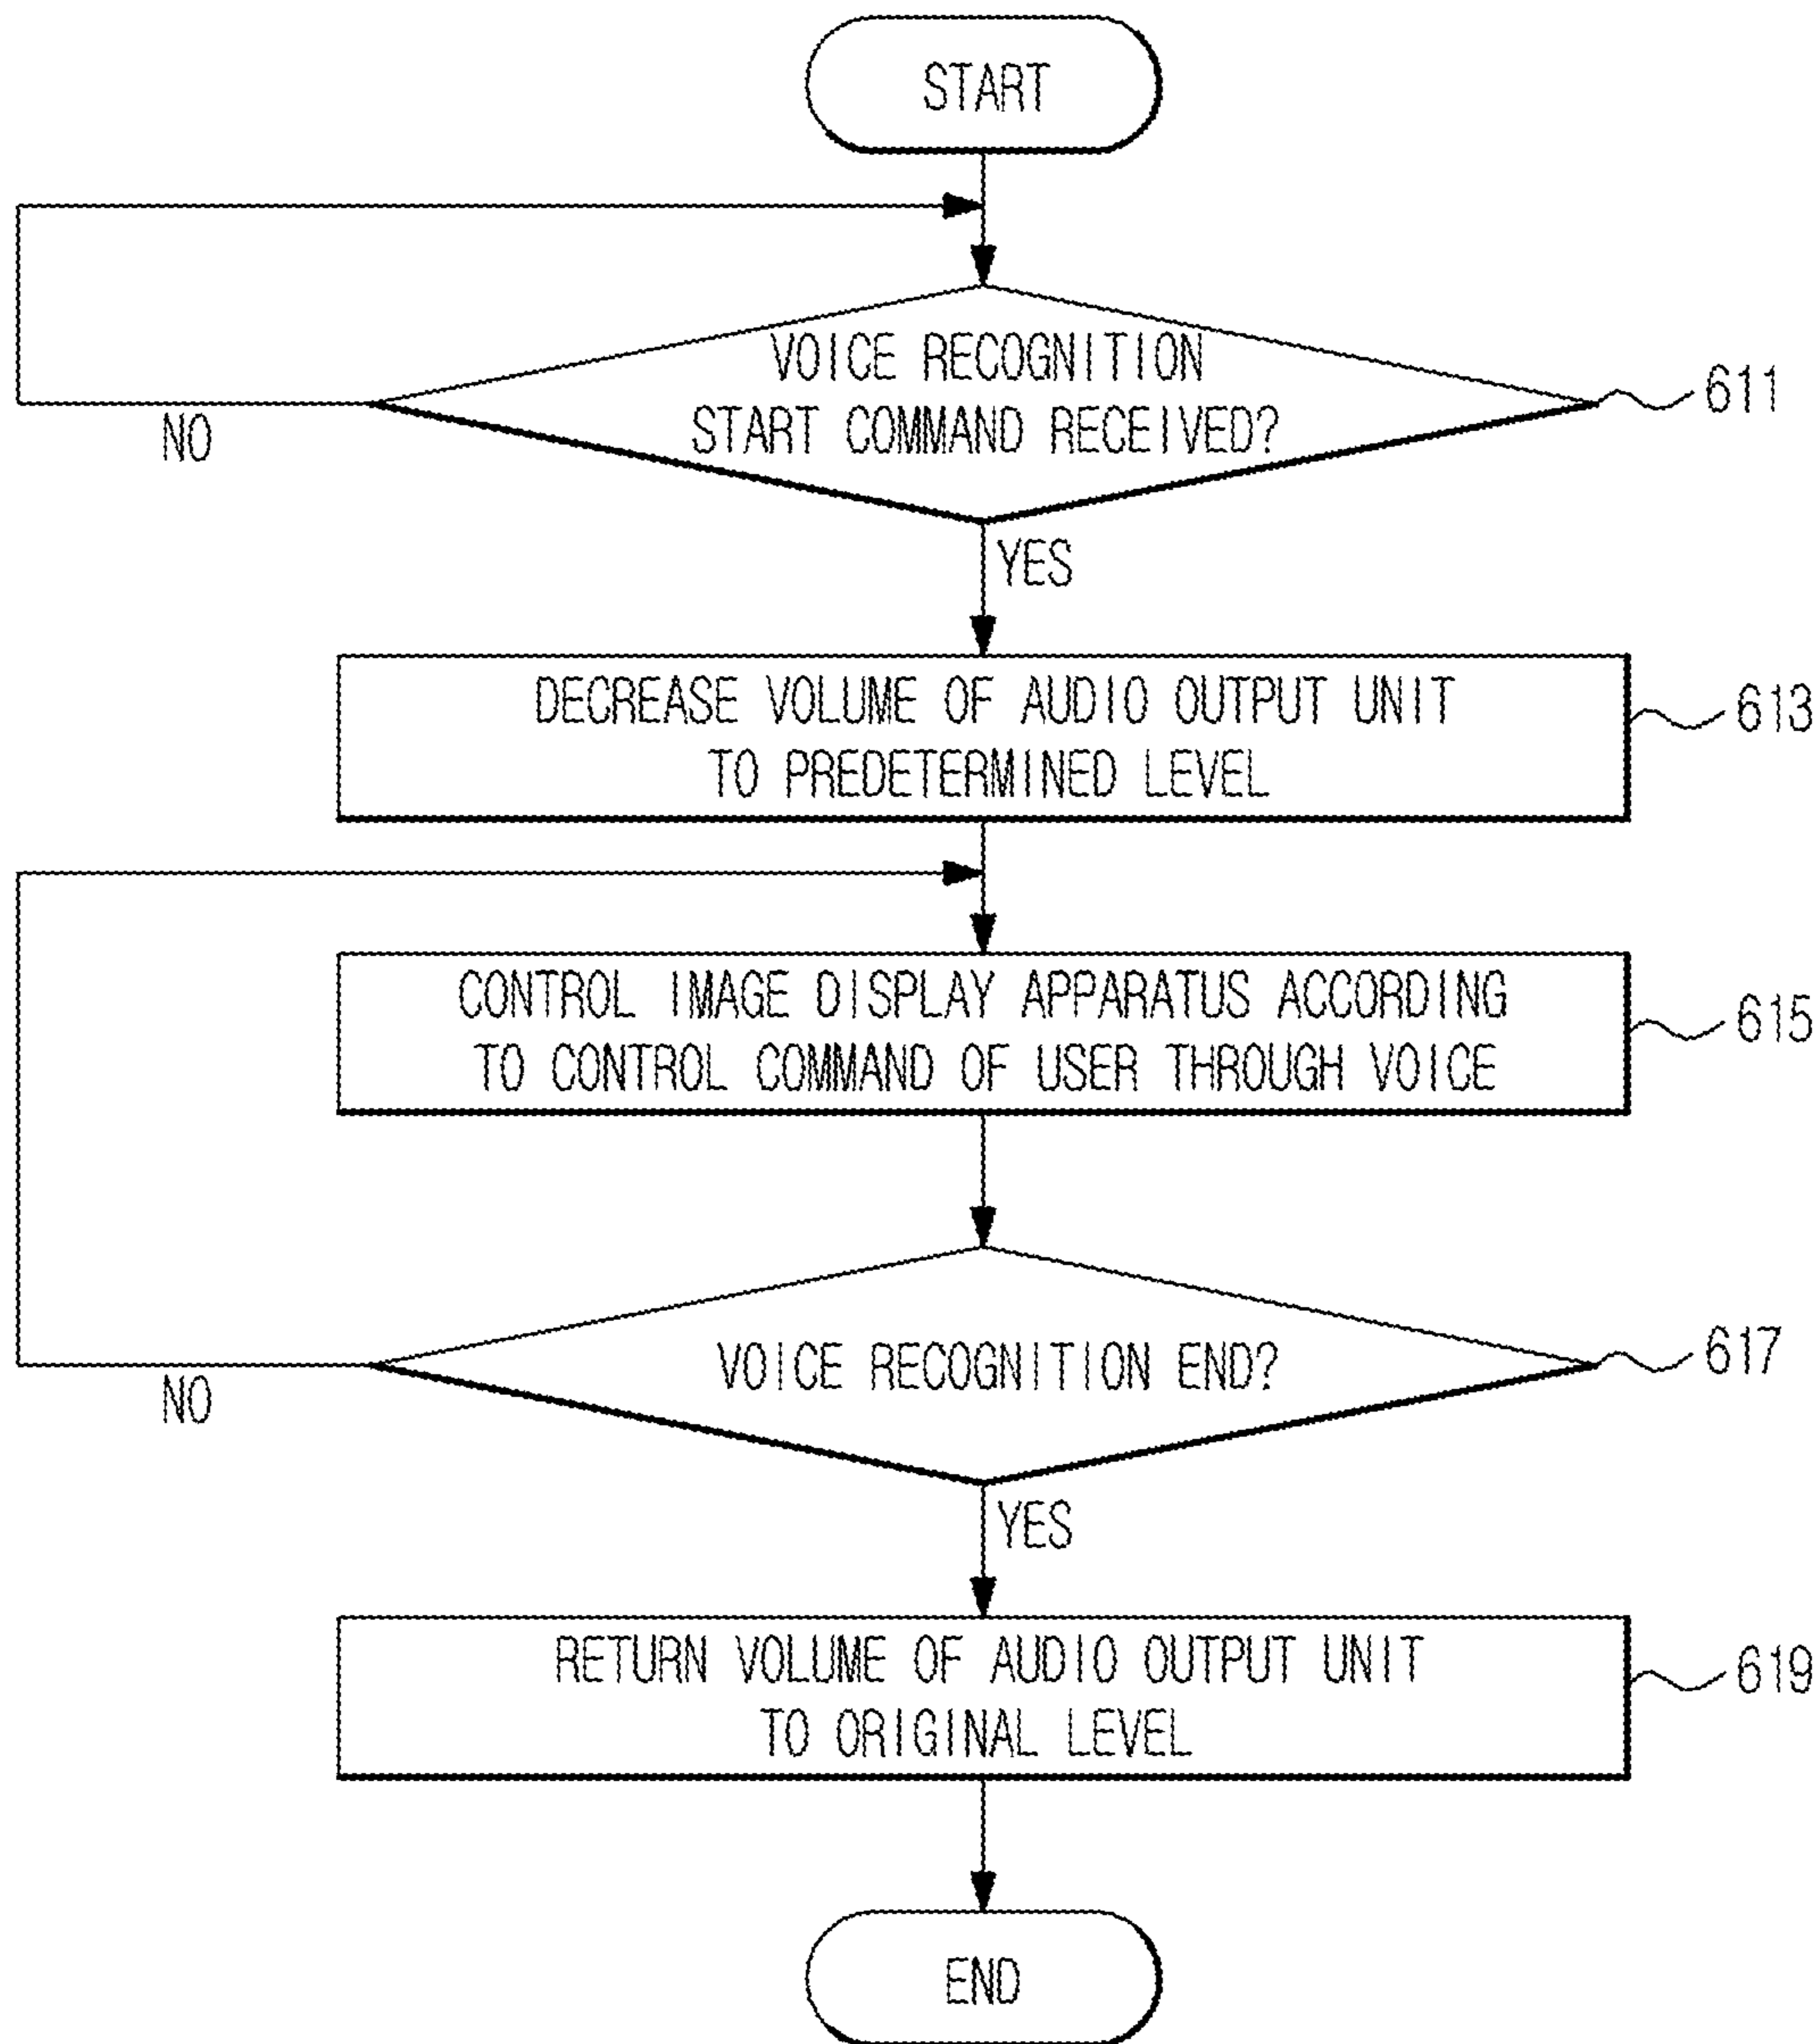 START
VOICE RECOGNITION
START COMMAND RECEIVED?
611
NO
YES
DECREASE VOLUME OF AUDIO OUTPUT UNIT
TO PREDETERMINED LEVEL
613
CONTROL IMAGE DISPLAY APPARATUS ACCORDING
TO CONTROL COMMAND OF USER THROUGH VOICE
615
VOICE RECOGNITION END?
617
NO
YES
RETURN VOLUME OF AUDIO OUTPUT UNIT
TO ORIGINAL LEVEL
619
END